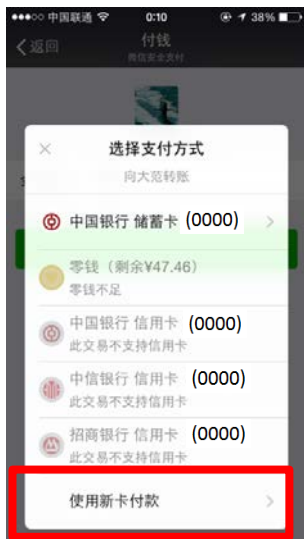 中国联通 0:10 38%
返回 付钱
微信安全支付
选择支付方式
向大范转账
中国银行 储蓄卡 (0000)
零钱（剩余¥47.46）
零钱不足
中国银行 信用卡 (0000)
此交易不支持信用卡
中信银行 信用卡 (0000)
此交易不支持信用卡
招商银行 信用卡 (0000)
此交易不支持信用卡
使用新卡付款